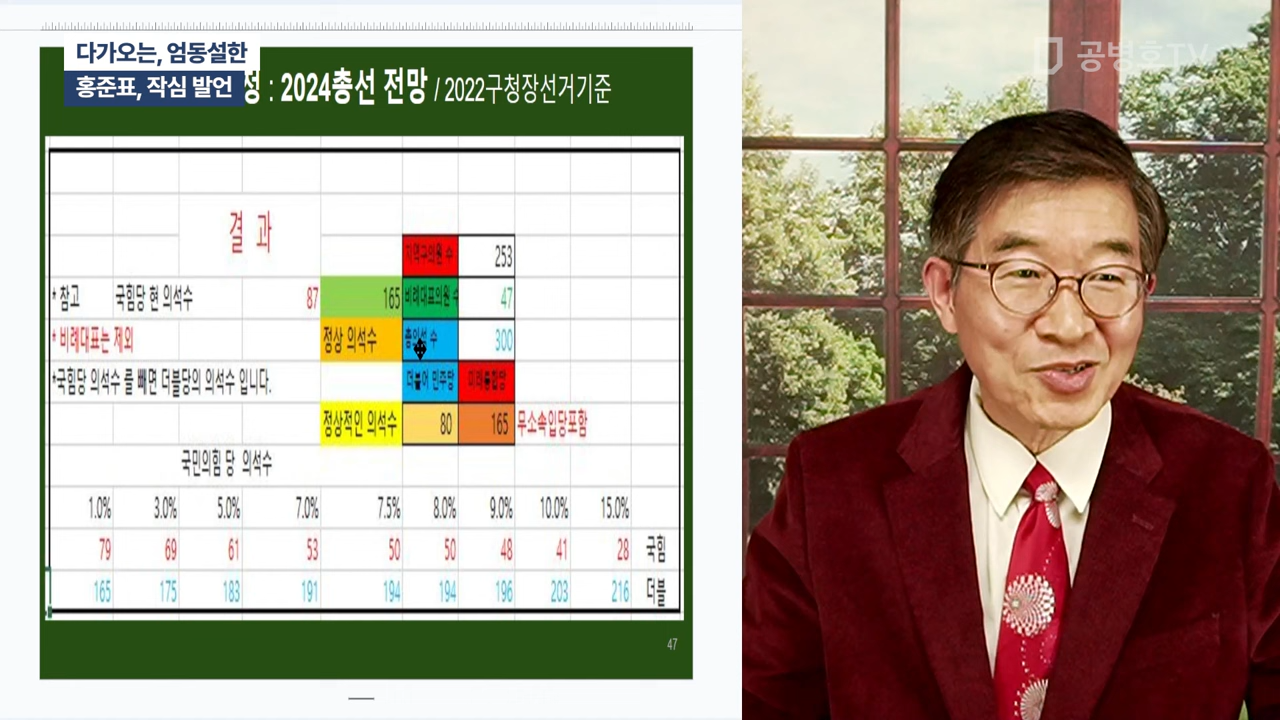 다가오는, 엄동설한
홍준표, 작심 발언
정 : 2024총선 전망 / 2022구청장선거기준
공병호TV
결 과
지역구의원 수 253
* 참고 국힘당 현 의석수 87 165 비례대표의원 수 47
* 비례대표는 제외 정상 의석수 총의석 수 300
*국힘당 의석수 를 빼면 더블당의 의석수 입니다. 더불어 민주당 미래통합당
정상적인 의석수 80 165 무소속입당포함
국민의힘 당 의석수
1.0% 3.0% 5.0% 7.0% 7.5% 8.0% 9.0% 10.0% 15.0%
79 69 61 53 50 50 48 41 28 국힘
165 175 183 191 194 194 196 203 216 더블
47